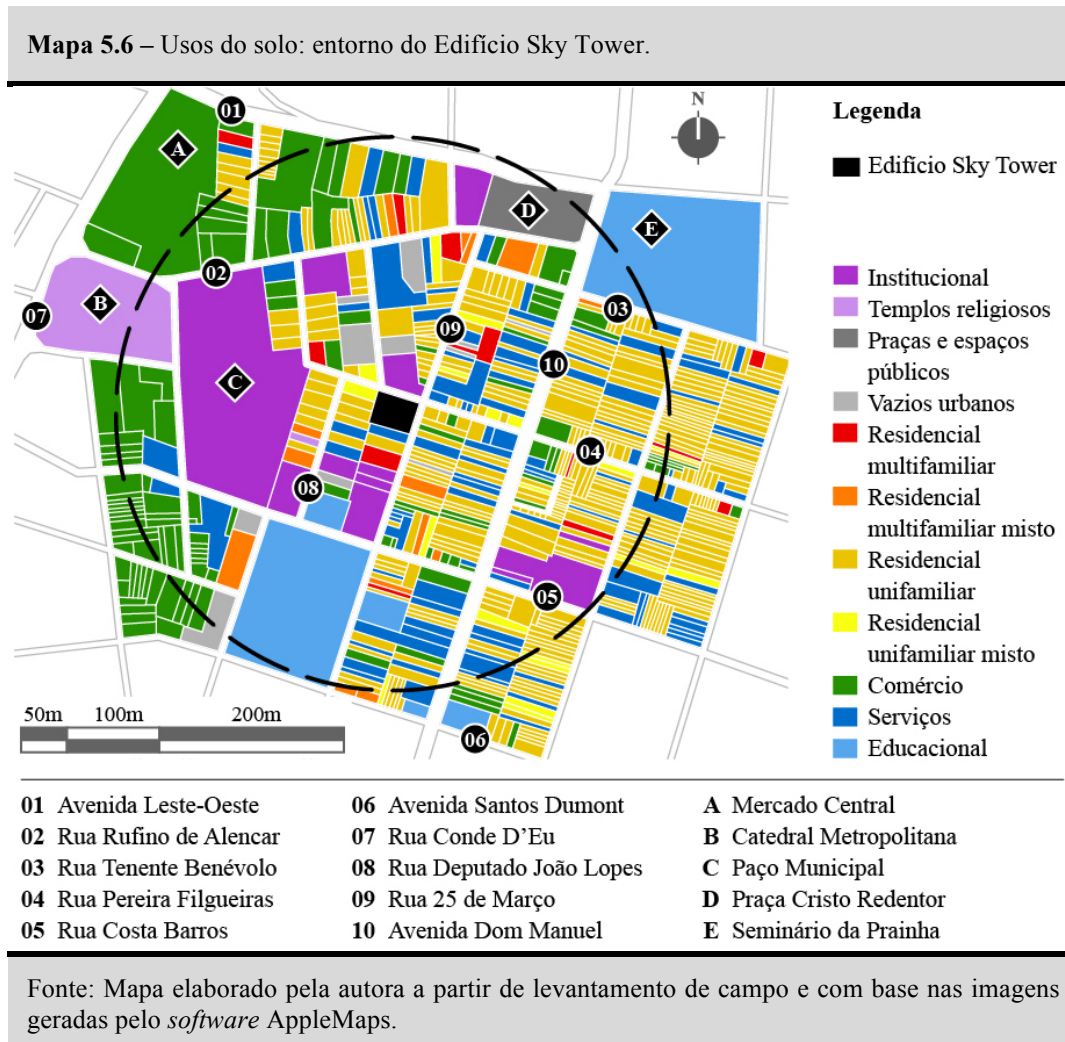 Mapa 5.6 – Usos do solo: entorno do Edifício Sky Tower.
01
A
N
Legenda
Edifício Sky Tower
D
E
02
Institucional
Templos religiosos
Praças e espaços
públicos
Vazios urbanos
Residencial
multifamiliar
Residencial
multifamiliar misto
Residencial
unifamiliar
Residencial
unifamiliar misto
Comércio
Serviços
Educacional
B
07
03
09
10
C
04
08
05
06
50m 100m 200m
01 Avenida Leste-Oeste
02 Rua Rufino de Alencar
03 Rua Tenente Benévolo
04 Rua Pereira Filgueiras
05 Rua Costa Barros
06 Avenida Santos Dumont
07 Rua Conde D’Eu
08 Rua Deputado João Lopes
09 Rua 25 de Março
10 Avenida Dom Manuel
A Mercado Central
B Catedral Metropolitana
C Paço Municipal
D Praça Cristo Redentor
E Seminário da Prainha
Fonte: Mapa elaborado pela autora a partir de levantamento de campo e com base nas imagens
geradas pelo software AppleMaps.